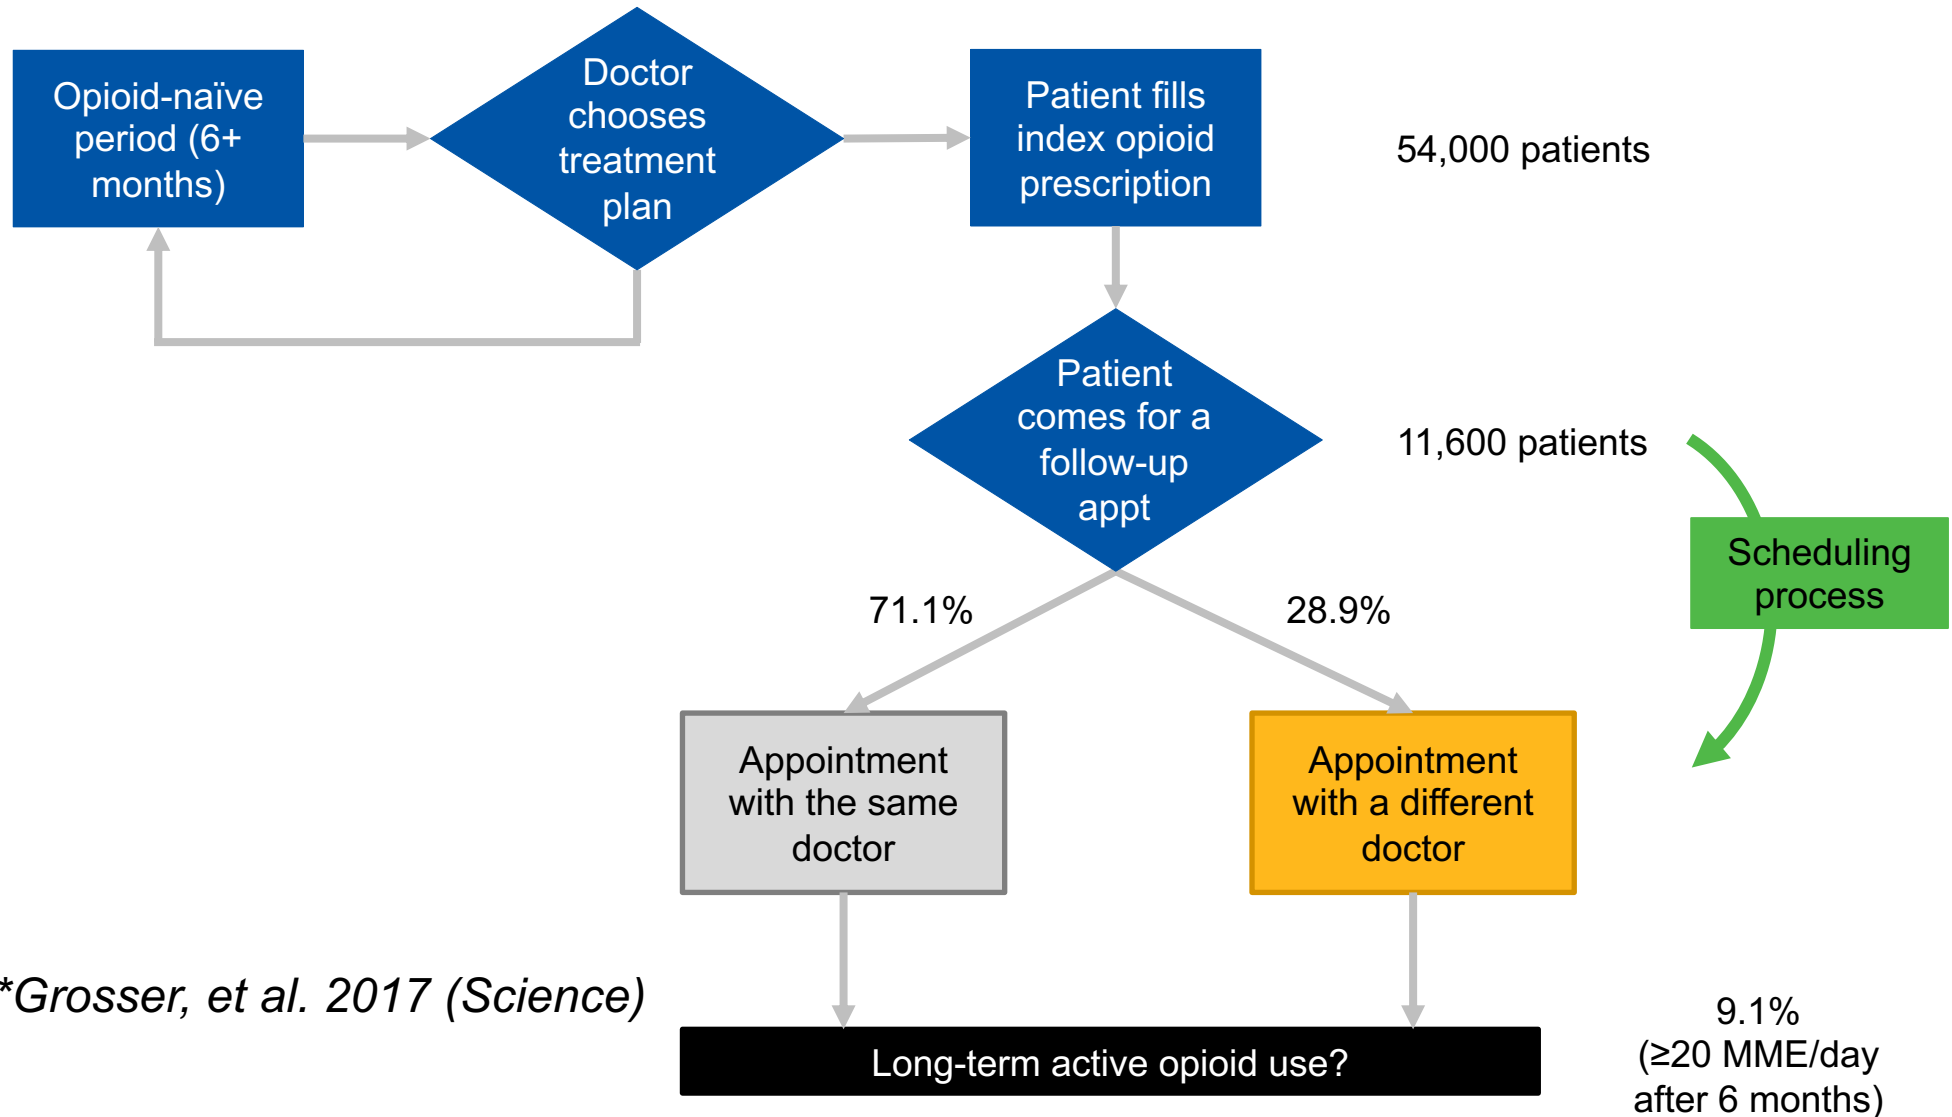 Opioid-naïve
period (6+
months)
Doctor
chooses
treatment
plan
Patient fills
index opioid
prescription
54,000 patients
Patient
comes for a
follow-up
appt
11,600 patients
Scheduling
process
71.1%
28.9%
Appointment
with the same
doctor
Appointment
with a different
doctor
*Grosser, et al. 2017 (Science)
Long-term active opioid use?
9.1%
(≥20 MME/day
after 6 months)